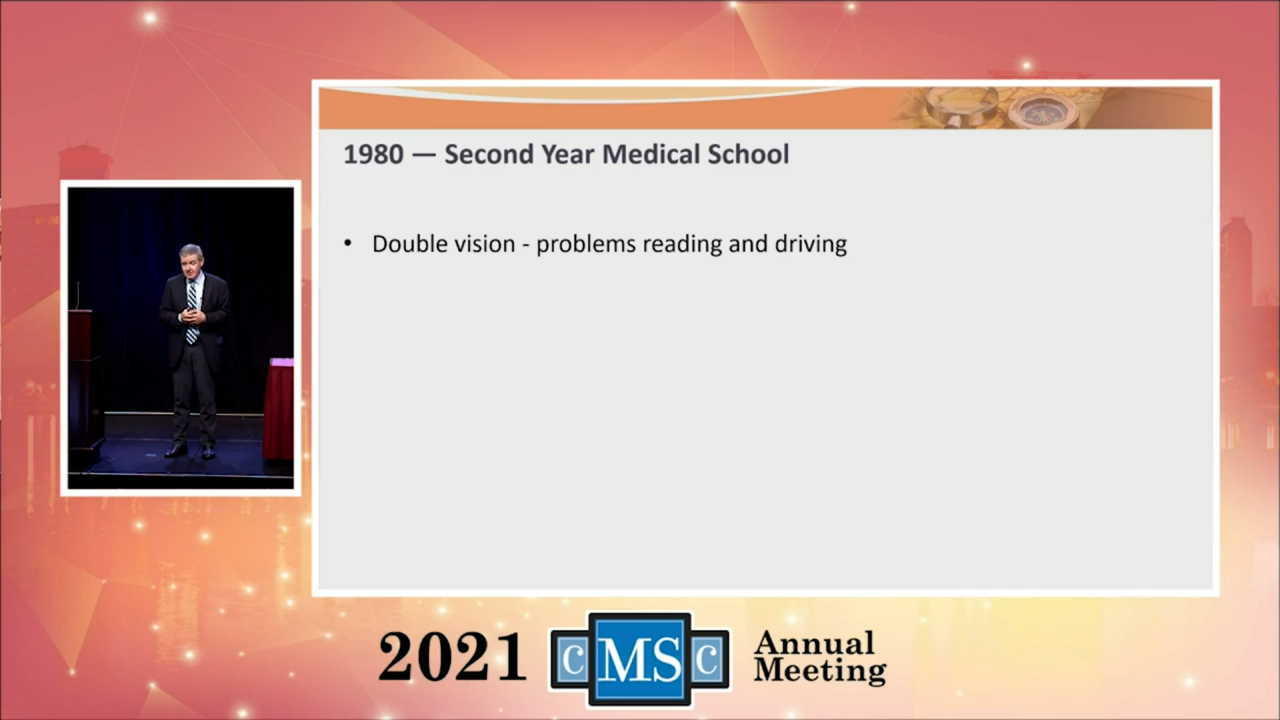 1980 — Second Year Medical School
• Double vision - problems reading and driving
2021 CMSC Annual
Meeting